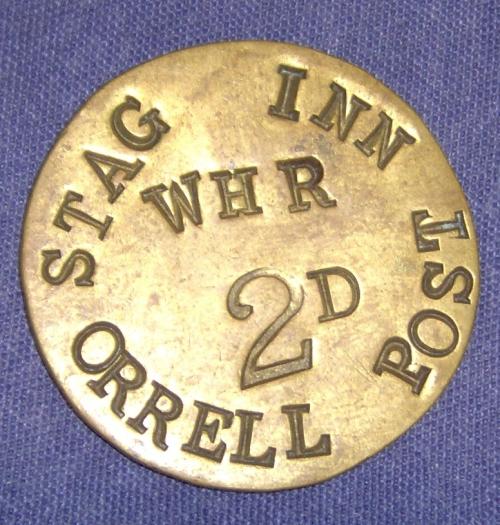 STAG INN
WHR
2D
ORRELL POST